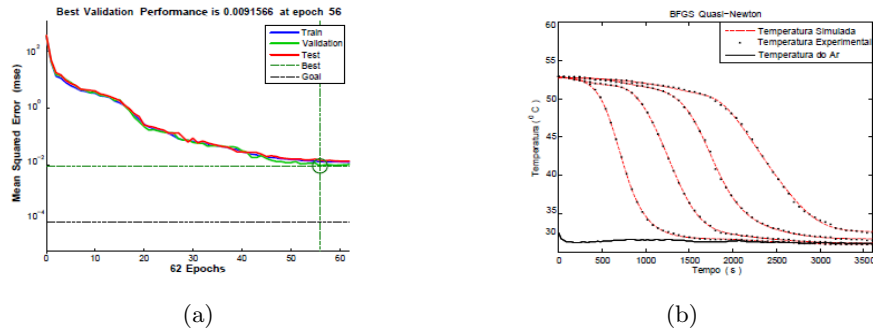 Best Validation Performance is 0.0091566 at epoch 56
Mean Squared Error (mse)
10^2
10^0
10^-2
10^-4
0
10
20
30
40
50
60
62 Epochs
Train
Validation
Test
Best
Goal
(a)
BFGS Quasi-Newton
Temperatura Simulada
Temperatura Experimental
Temperatura do Ar
Temperatura (°C)
60
55
50
45
40
35
30
0
500
1000
1500
2000
2500
3000
3500
Tempo (s)
(b)